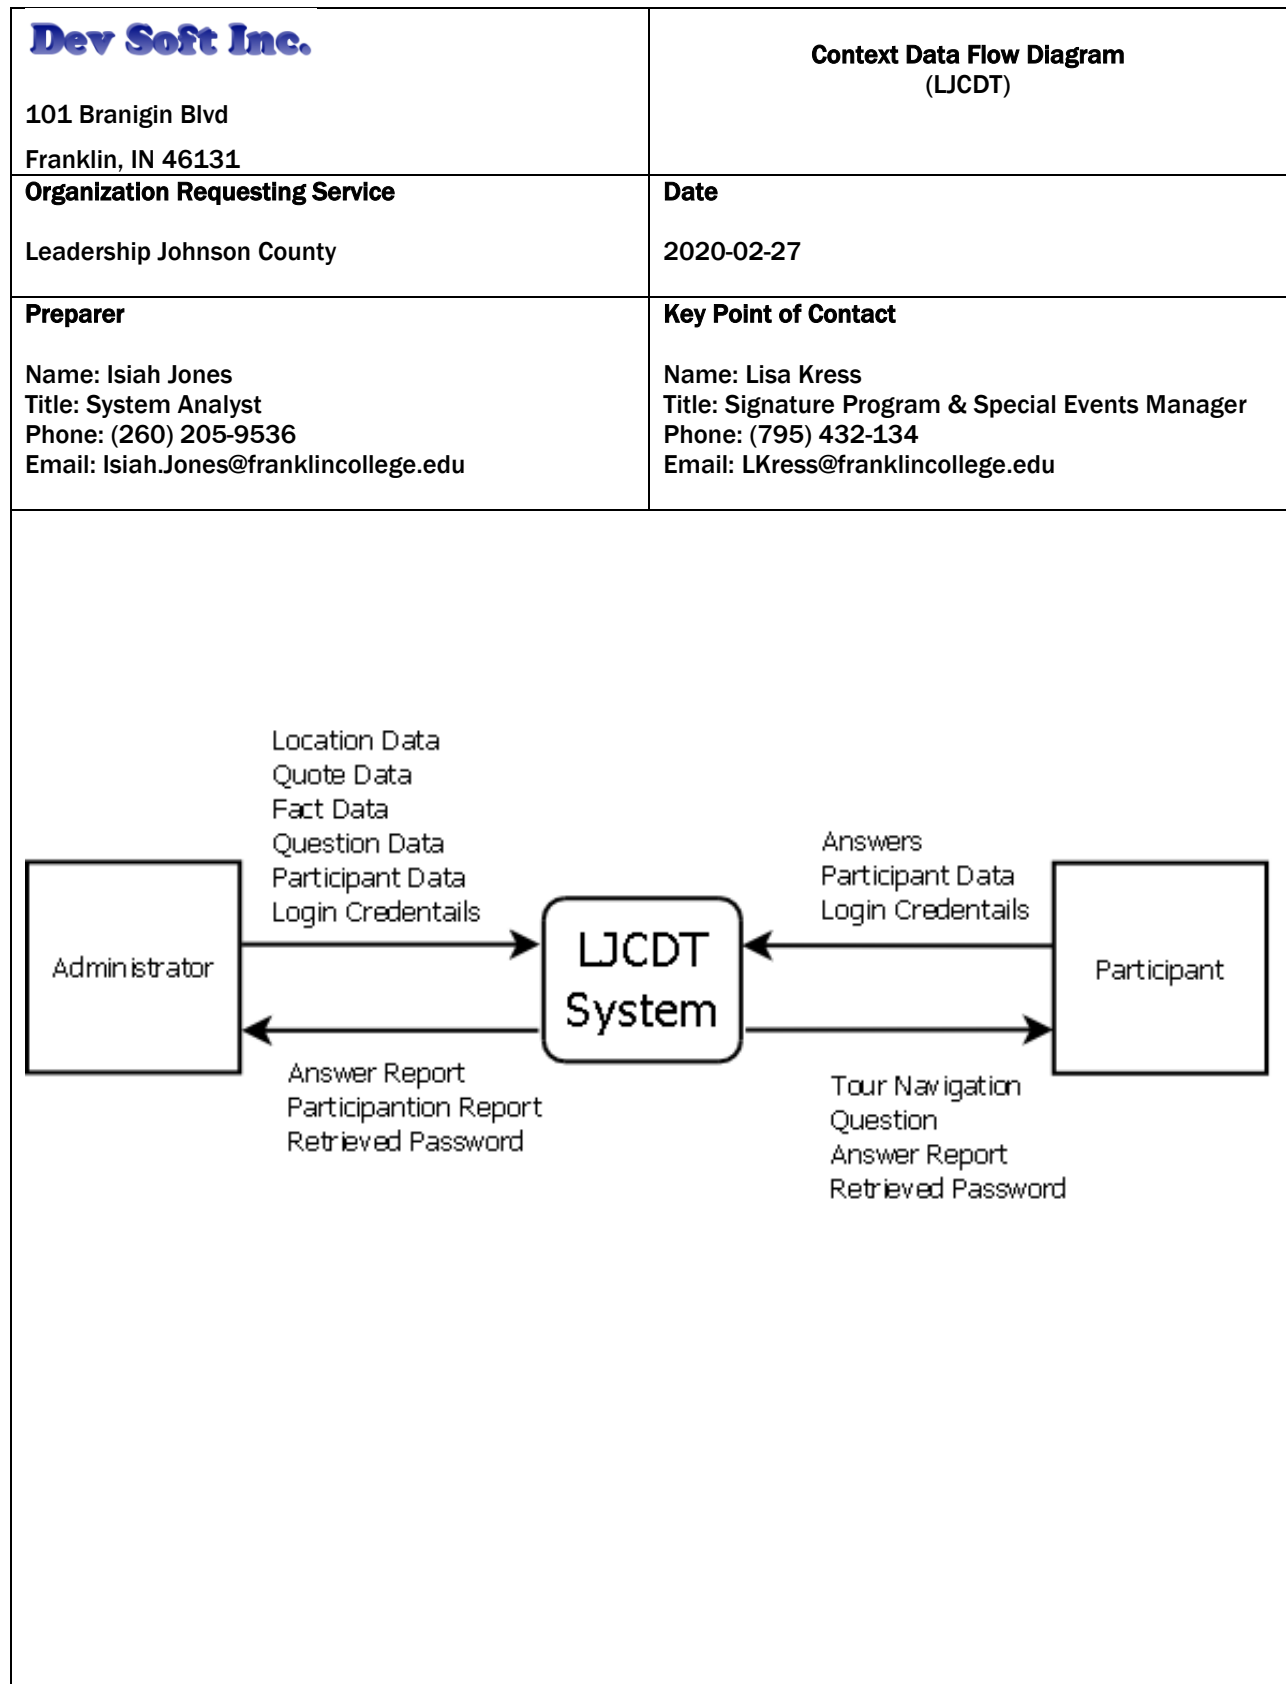 Dev Soft Inc.
101 Branigin Blvd
Franklin, IN 46131
Context Data Flow Diagram
(LJCDT)
Organization Requesting Service
Leadership Johnson County
Date
2020-02-27
Preparer
Name: Isiah Jones
Title: System Analyst
Phone: (260) 205-9536
Email: Isiah.Jones@franklincollege.edu
Key Point of Contact
Name: Lisa Kress
Title: Signature Program & Special Events Manager
Phone: (795) 432-134
Email: LKress@franklincollege.edu
Location Data
Quote Data
Fact Data
Question Data
Participant Data
Login Credentails
Answers
Participant Data
Login Credentails
Administrator
LJCDT
System
Participant
Answer Report
Participantion Report
Retrieved Password
Tour Navigation
Question
Answer Report
Retrieved Password